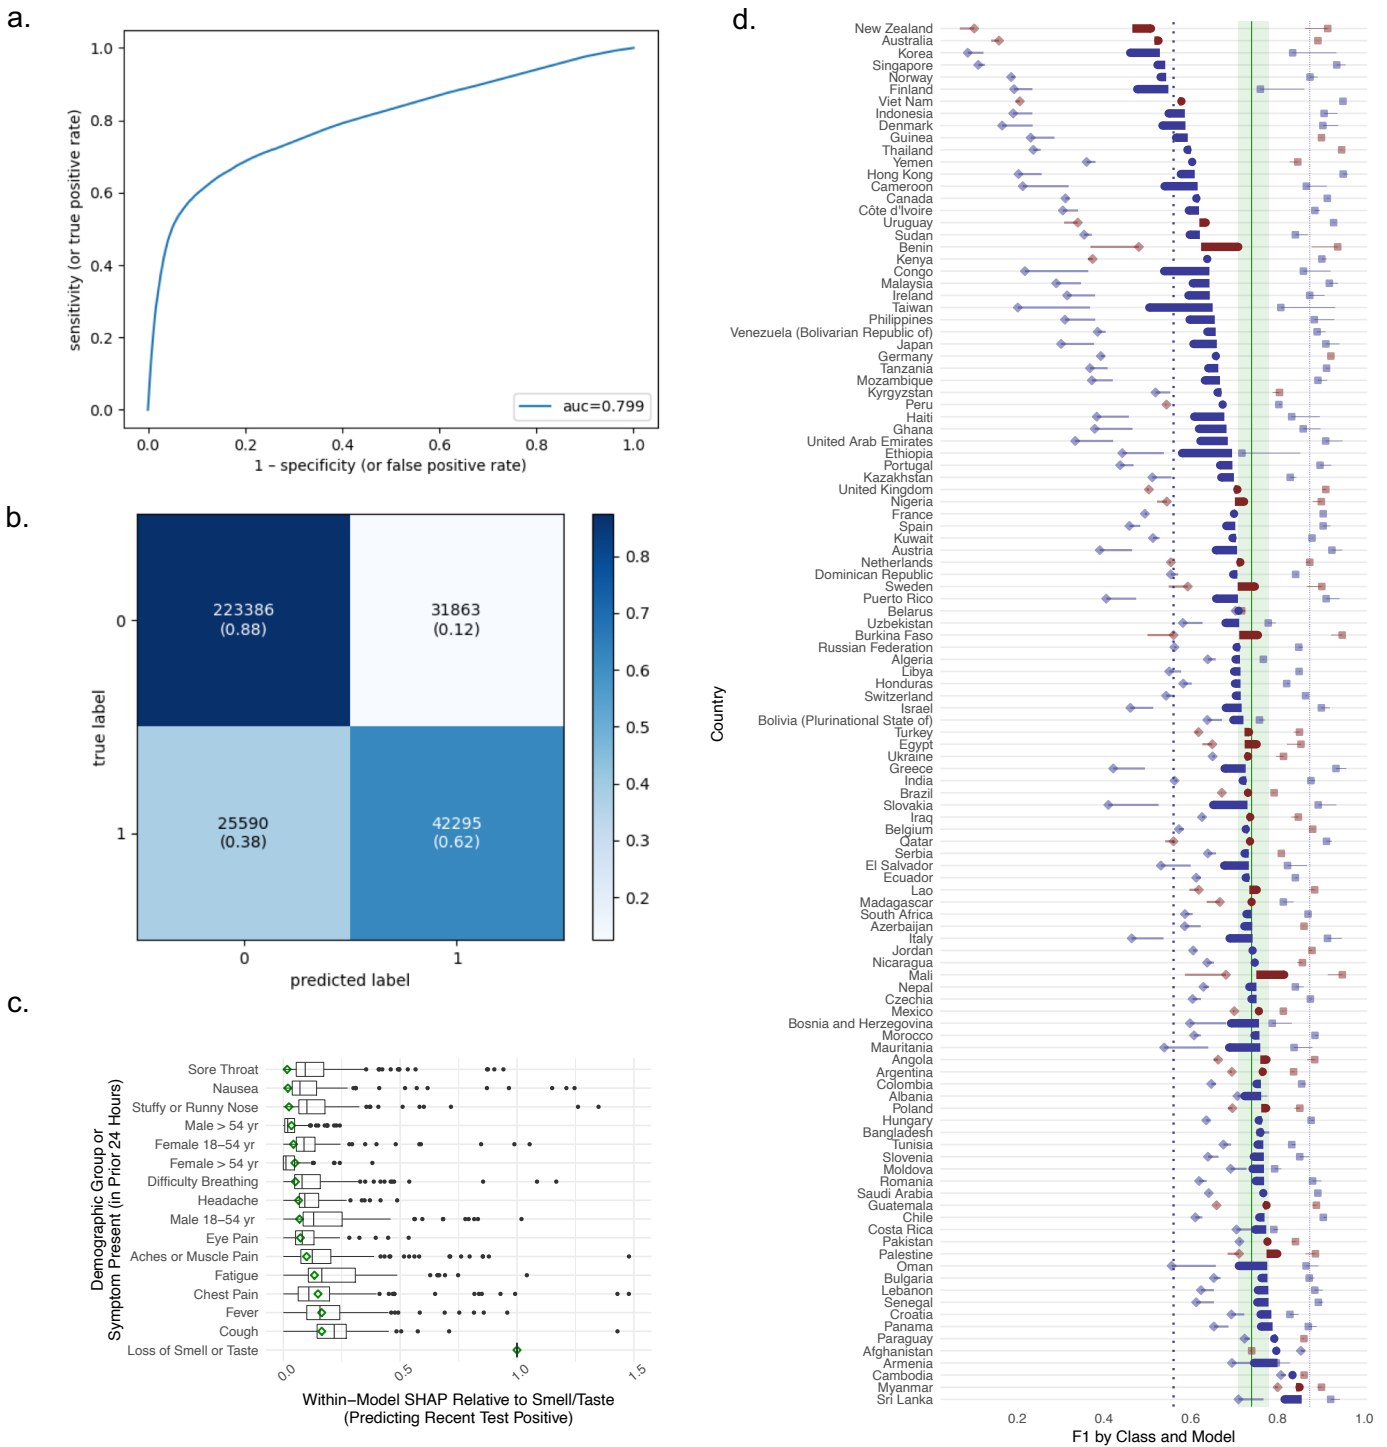 a.
1.0
0.8
0.6
0.4
0.2
0.0
sensitivity (or true positive rate)
auc=0.799
0.0 0.2 0.4 0.6 0.8 1.0
1 – specificity (or false positive rate)
b.
0
1
true label
223386
(0.88)
31863
(0.12)
25590
(0.38)
42295
(0.62)
0 1
predicted label
0.8
0.7
0.6
0.5
0.4
0.3
0.2
c.
Demographic Group or
Symptom Present (in Prior 24 Hours)
Sore Throat
Nausea
Stuffy or Runny Nose
Male > 54 yr
Female 18–54 yr
Female > 54 yr
Difficulty Breathing
Headache
Male 18–54 yr
Eye Pain
Aches or Muscle Pain
Fatigue
Chest Pain
Fever
Cough
Loss of Smell or Taste
0.0 0.5 1.0 1.5
Within–Model SHAP Relative to Smell/Taste
(Predicting Recent Test Positive)
d.
Country
New Zealand
Australia
Korea
Singapore
Norway
Finland
Viet Nam
Indonesia
Denmark
Guinea
Thailand
Yemen
Hong Kong
Cameroon
Canada
Côte d'Ivoire
Uruguay
Sudan
Benin
Kenya
Congo
Malaysia
Ireland
Taiwan
Philippines
Venezuela (Bolivarian Republic of)
Japan
Germany
Tanzania
Mozambique
Kyrgyzstan
Peru
Haiti
Ghana
United Arab Emirates
Ethiopia
Portugal
Kazakhstan
United Kingdom
Nigeria
France
Spain
Kuwait
Austria
Netherlands
Dominican Republic
Sweden
Puerto Rico
Belarus
Uzbekistan
Burkina Faso
Russian Federation
Algeria
Libya
Honduras
Switzerland
Israel
Bolivia (Plurinational State of)
Turkey
Egypt
Ukraine
Greece
India
Brazil
Slovakia
Iraq
Belgium
Qatar
Serbia
El Salvador
Ecuador
Lao
Madagascar
South Africa
Azerbaijan
Italy
Jordan
Nicaragua
Mali
Nepal
Czechia
Mexico
Bosnia and Herzegovina
Morocco
Mauritania
Angola
Argentina
Colombia
Albania
Poland
Hungary
Bangladesh
Tunisia
Slovenia
Moldova
Romania
Saudi Arabia
Guatemala
Chile
Costa Rica
Pakistan
Palestine
Oman
Bulgaria
Lebanon
Senegal
Croatia
Panama
Paraguay
Afghanistan
Armenia
Cambodia
Myanmar
Sri Lanka
0.2 0.4 0.6 0.8 1.0
F1 by Class and Model